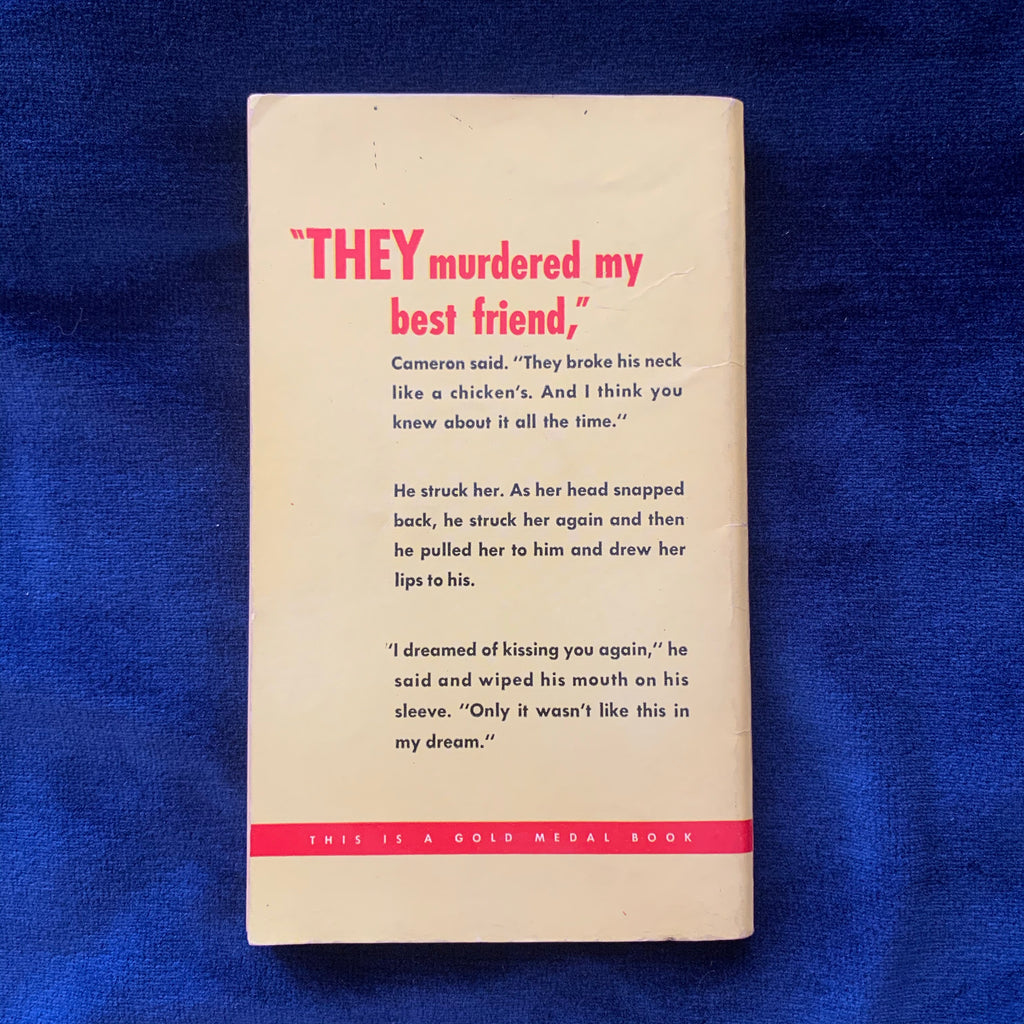 "THEY murdered my
best friend,"
Cameron said. "They broke his neck
like a chicken's. And I think you
knew about it all the time."
He struck her. As her head snapped
back, he struck her again and then
he pulled her to him and drew her
lips to his.
"I dreamed of kissing you again," he
said and wiped his mouth on his
sleeve. "Only it wasn't like this in
my dream."
THIS IS A GOLD MEDAL BOOK